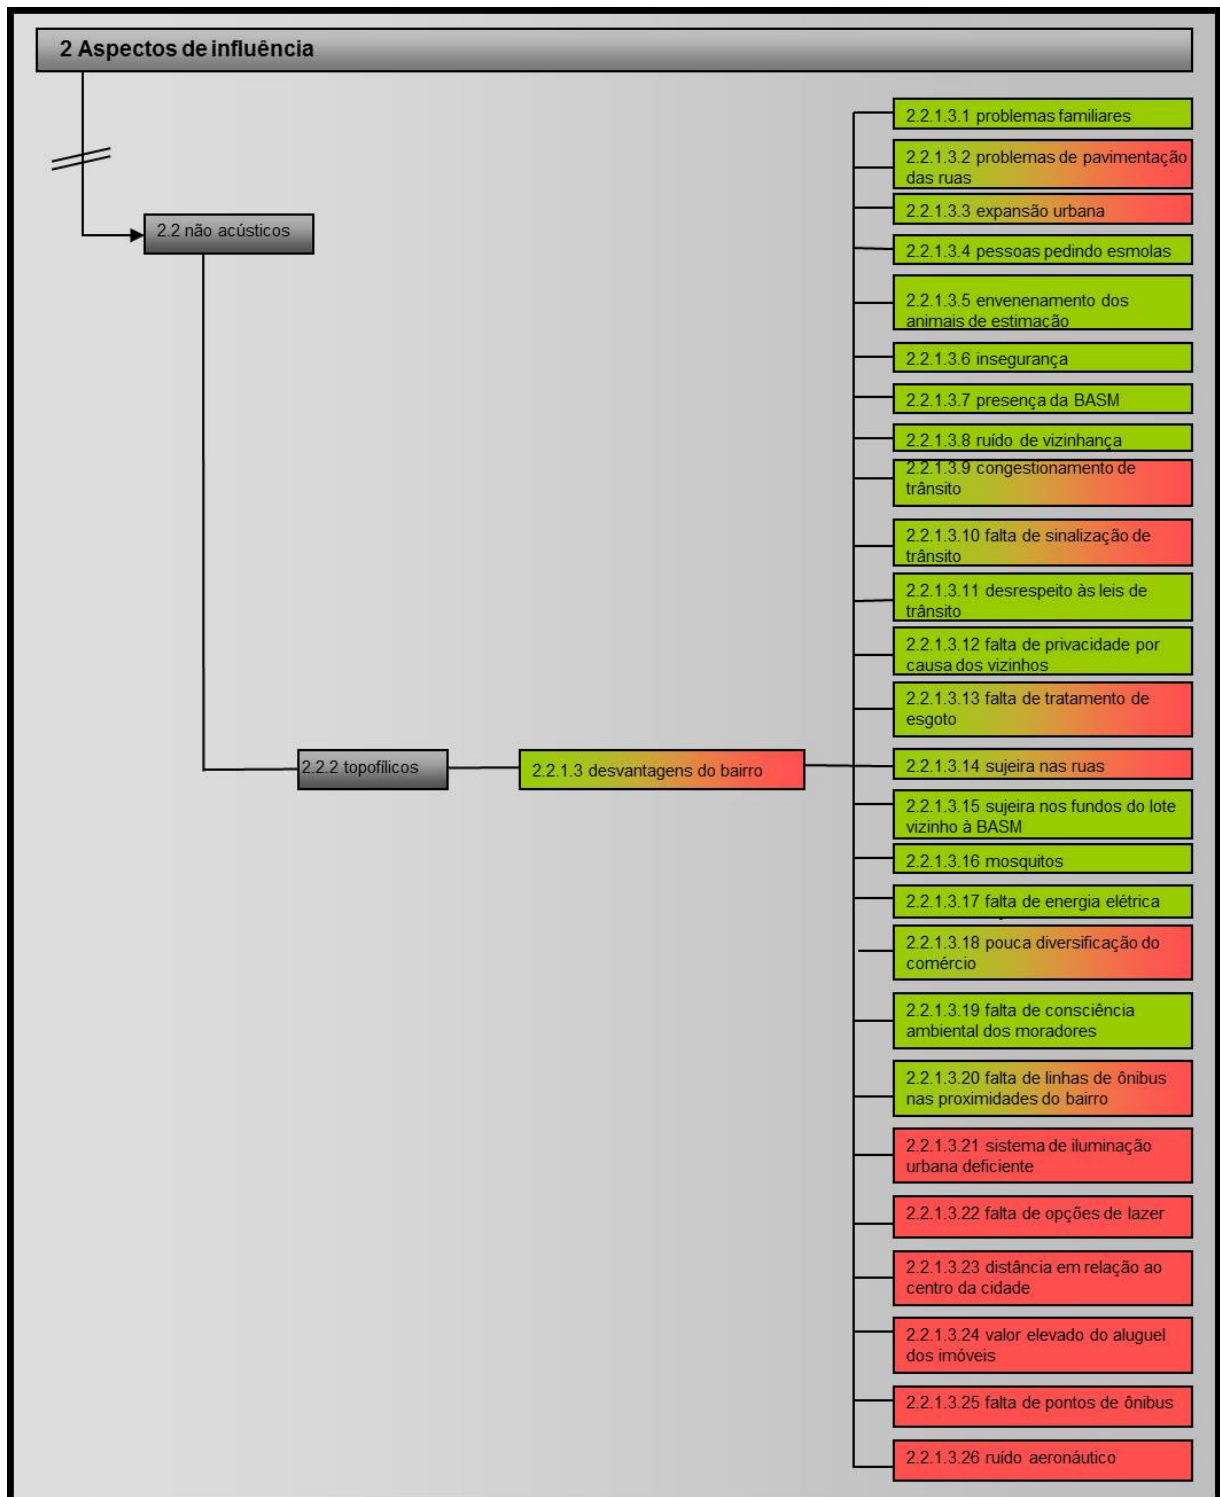 2 Aspectos de influência
2.2.1.3.1 problemas familiares
2.2.1.3.2 problemas de pavimentação
das ruas
2.2.1.3.3 expansão urbana
2.2 não acústicos
2.2.1.3.4 pessoas pedindo esmolas
2.2.1.3.5 envenenamento dos
animais de estimação
2.2.1.3.6 insegurança
2.2.1.3.7 presença da BASM
2.2.1.3.8 ruído de vizinhança
2.2.1.3.9 congestionamento de
trânsito
2.2.1.3.10 falta de sinalização de
trânsito
2.2.1.3.11 desrespeito às leis de
trânsito
2.2.1.3.12 falta de privacidade por
causa dos vizinhos
2.2.1.3.13 falta de tratamento de
esgoto
2.2.2 topofílicos
2.2.1.3 desvantagens do bairro
2.2.1.3.14 sujeira nas ruas
2.2.1.3.15 sujeira nos fundos do lote
vizinho à BASM
2.2.1.3.16 mosquitos
2.2.1.3.17 falta de energia elétrica
2.2.1.3.18 pouca diversificação do
comércio
2.2.1.3.19 falta de consciência
ambiental dos moradores
2.2.1.3.20 falta de linhas de ônibus
nas proximidades do bairro
2.2.1.3.21 sistema de iluminação
urbana deficiente
2.2.1.3.22 falta de opções de lazer
2.2.1.3.23 distância em relação ao
centro da cidade
2.2.1.3.24 valor elevado do aluguel
dos imóveis
2.2.1.3.25 falta de pontos de ônibus
2.2.1.3.26 ruído aeronáutico